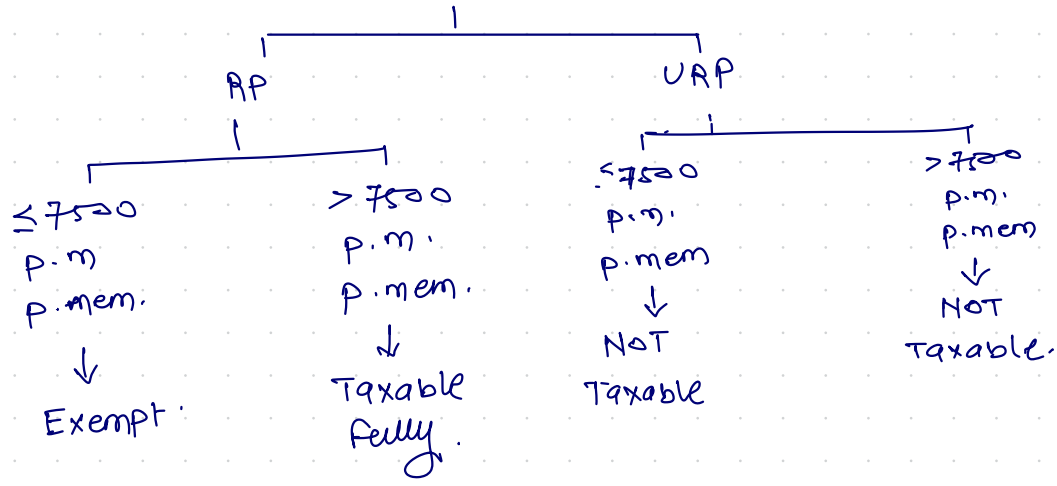 RP
URP
≤ 7500
p.m
p.mem.
↓
Exempt.
> 7500
p.m.
p.mem.
↓
Taxable
Fully.
≤ 7500
p.m.
p.mem
↓
NOT
Taxable
> 7500
p.m.
p.mem
↓
NOT
Taxable.